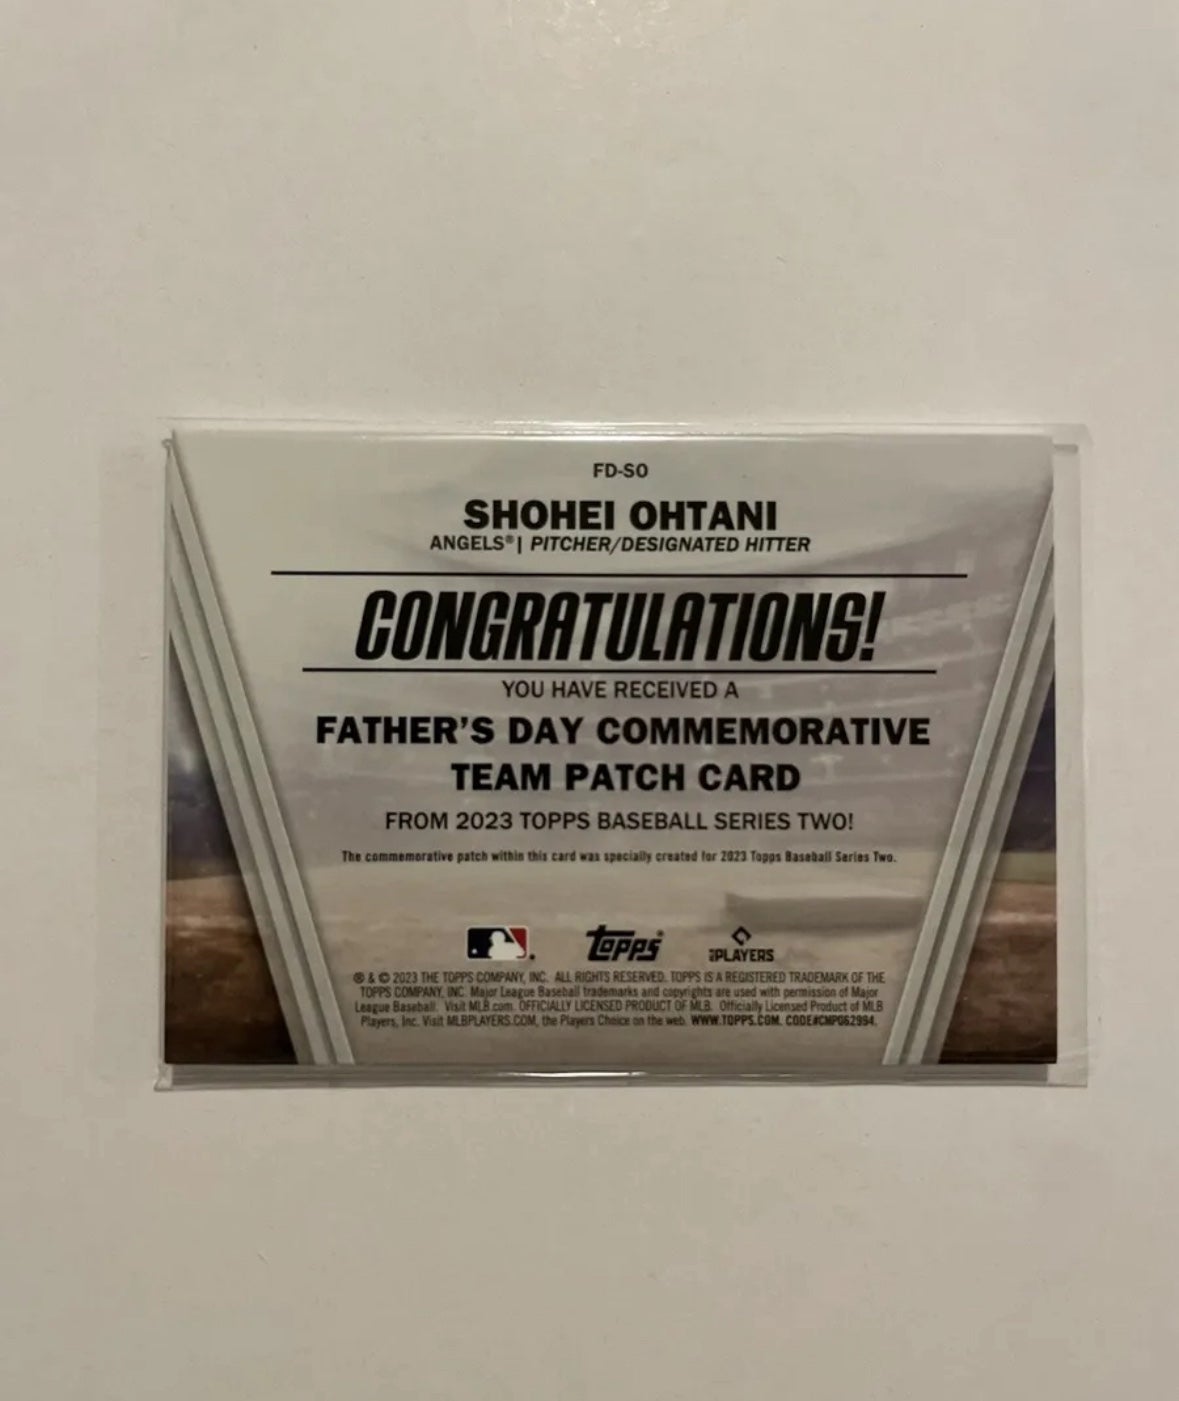 FD-SO
SHOHEI OHTANI
ANGELS® | PITCHER/DESIGNATED HITTER
CONGRATULATIONS!
YOU HAVE RECEIVED A
FATHER'S DAY COMMEMORATIVE
TEAM PATCH CARD
FROM 2023 TOPPS BASEBALL SERIES TWO!
The commemorative patch within this card was specially created for 2023 Topps Baseball Series Two.
topps® PLAYERS
® & © 2023 THE TOPPS COMPANY, INC. ALL RIGHTS RESERVED. TOPPS IS A REGISTERED TRADEMARK OF THE
TOPPS COMPANY, INC. Major League Baseball trademarks and copyrights are used with permission of Major
League Baseball. Visit MLB.com. OFFICIALLY LICENSED PRODUCT OF MLB. Officially Licensed Product of MLB
Players, Inc. Visit MLBPLAYERS.COM, the Players Choice on the web. WWW.TOPPS.COM. CODE#CMP062994.